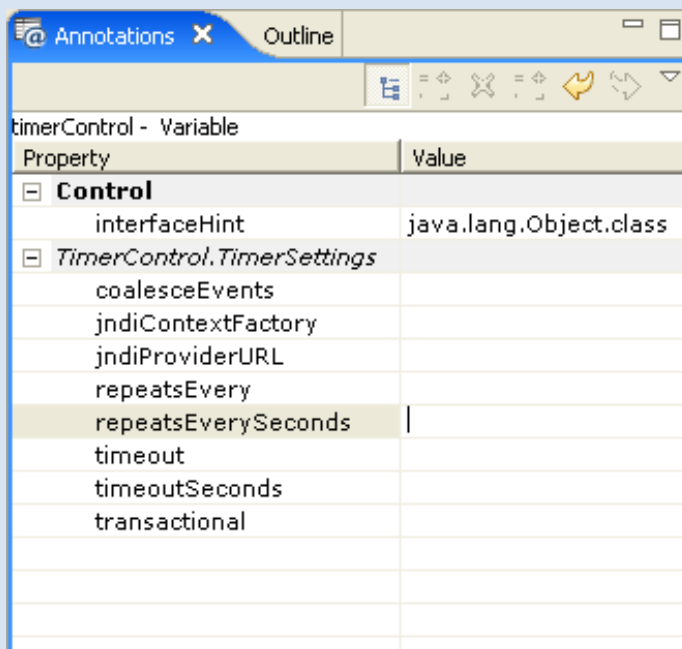 Annotations Outline
timerControl - Variable
Property Value
Control
interfaceHint java.lang.Object.class
TimerControl.TimerSettings
coalesceEvents
jndiContextFactory
jndiProviderURL
repeatsEvery
repeatsEverySeconds
timeout
timeoutSeconds
transactional